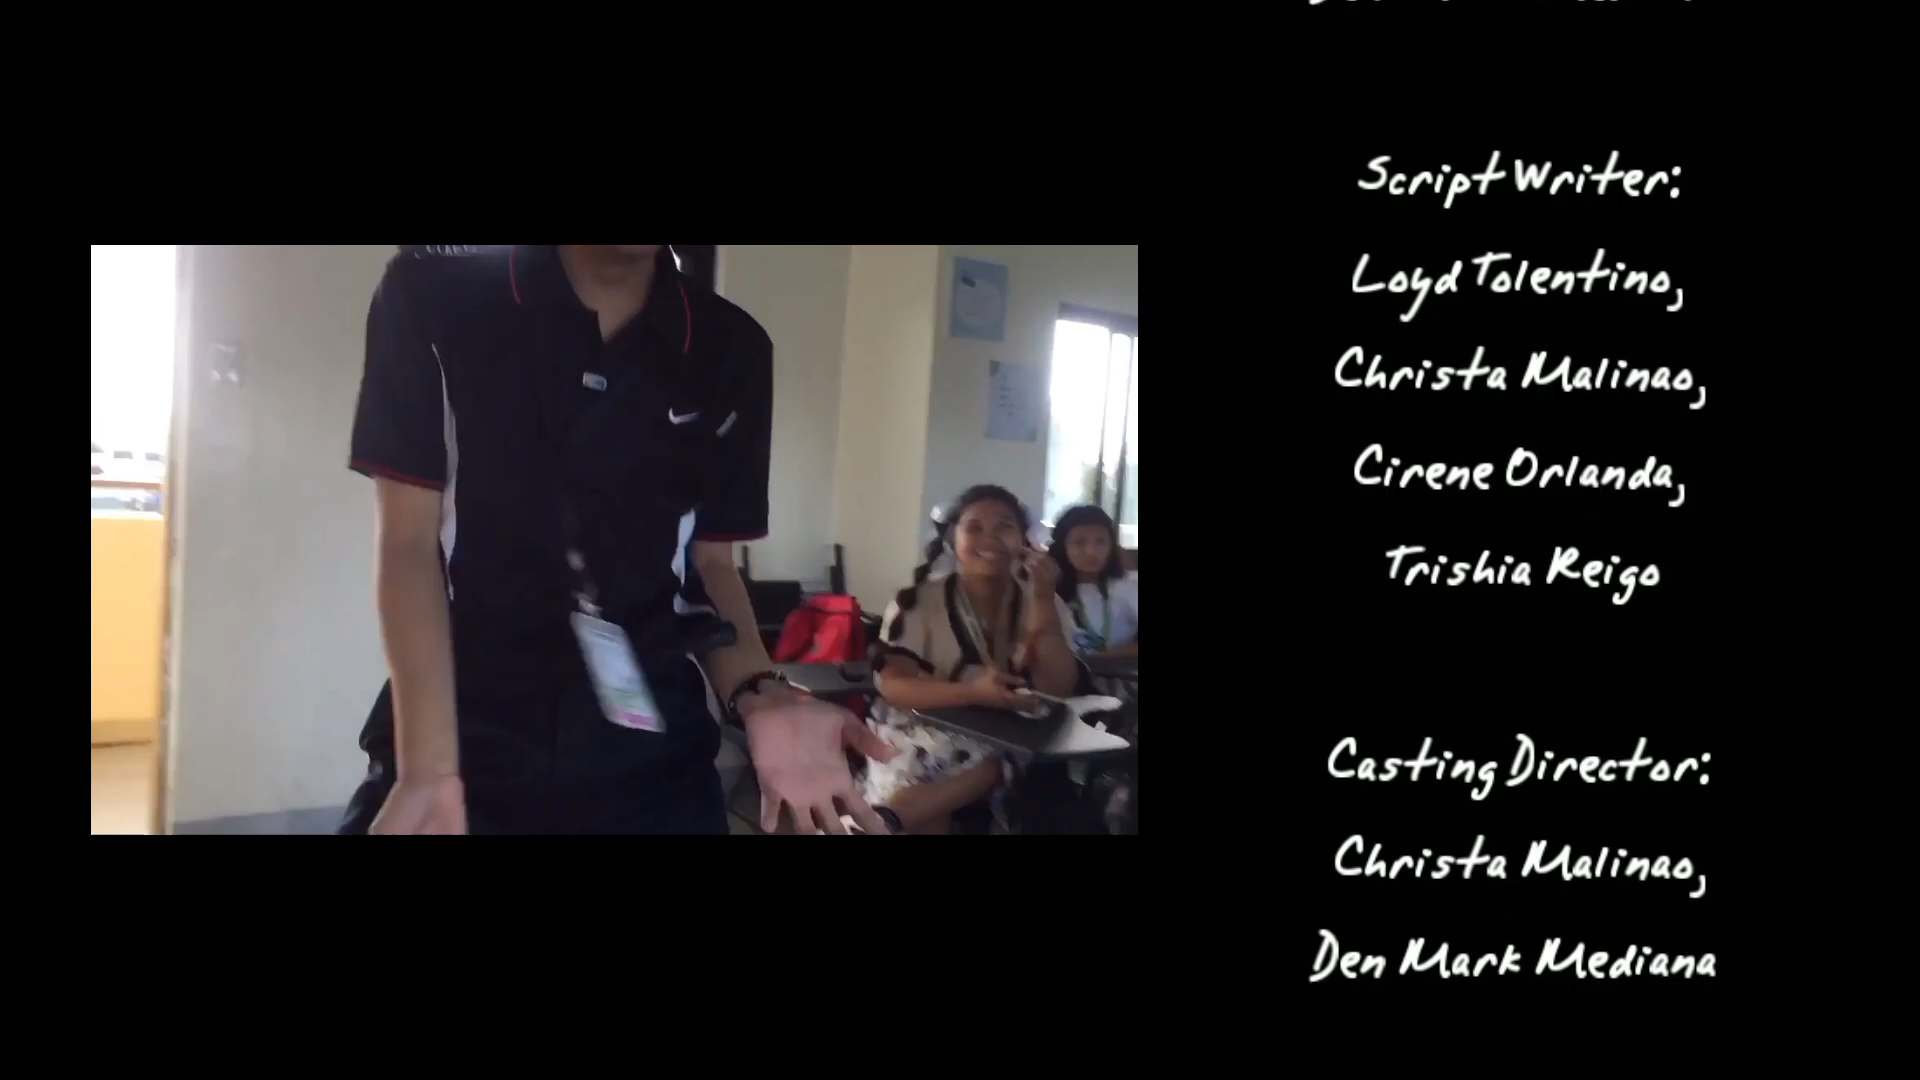 Script Writer:
Loyd Tolentino,
Christa Malinao,
Cirene Orlanda,
Trishia Reigo
Casting Director:
Christa Malinao,
Den Mark Mediana